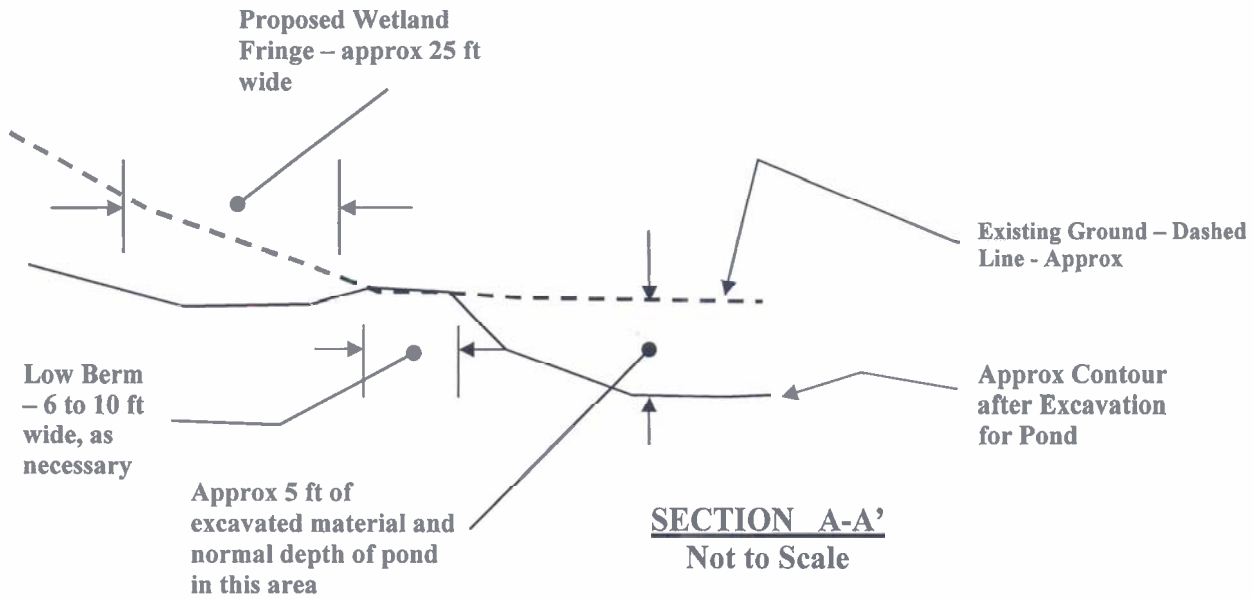 Proposed Wetland
Fringe – approx 25 ft
wide
Existing Ground – Dashed
Line - Approx
Low Berm
– 6 to 10 ft
wide, as
necessary
Approx Contour
after Excavation
for Pond
Approx 5 ft of
excavated material and
normal depth of pond
in this area
SECTION A-A’
Not to Scale